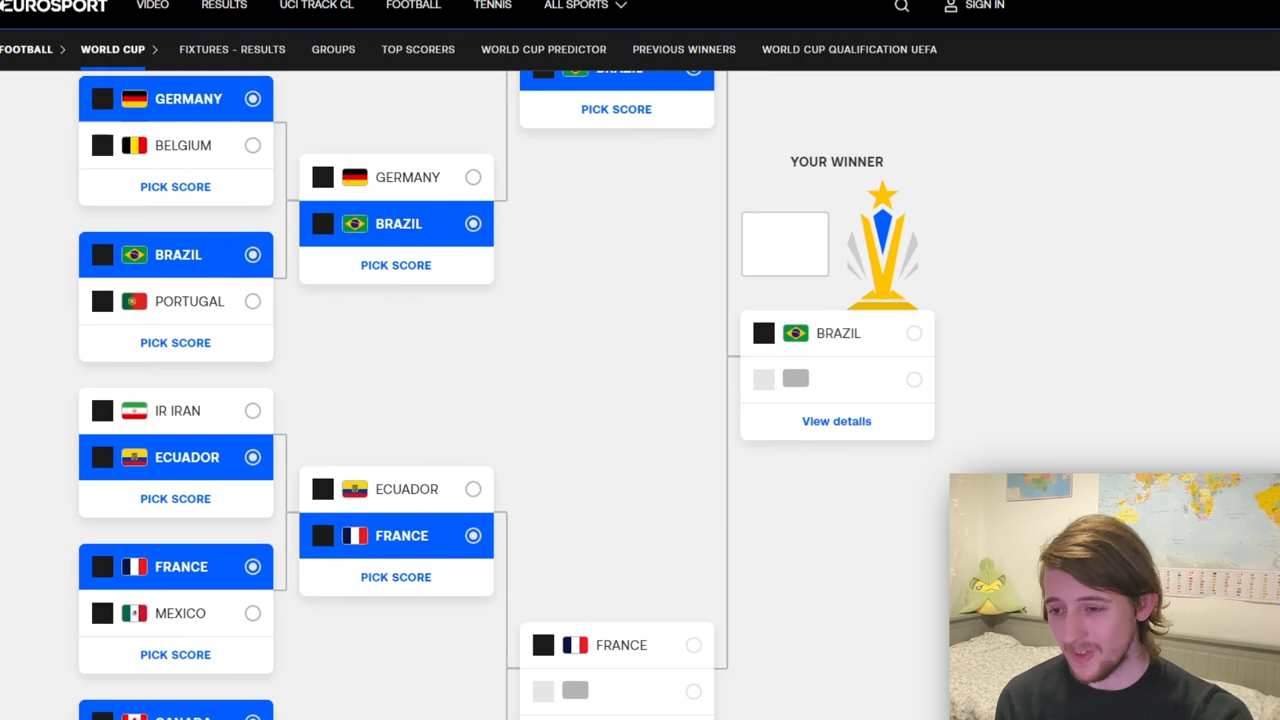 EUROSPORT VIDEO RESULTS UCI TRACK CL FOOTBALL TENNIS ALL SPORTS SIGN IN
FOOTBALL WORLD CUP FIXTURES - RESULTS GROUPS TOP SCORERS WORLD CUP PREDICTOR PREVIOUS WINNERS WORLD CUP QUALIFICATION UEFA
GERMANY
BELGIUM
PICK SCORE
BRAZIL
PORTUGAL
PICK SCORE
IR IRAN
ECUADOR
PICK SCORE
FRANCE
MEXICO
PICK SCORE
CANADA
GERMANY
BRAZIL
PICK SCORE
ECUADOR
FRANCE
PICK SCORE
BRAZIL
PICK SCORE
FRANCE
YOUR WINNER
BRAZIL
View details